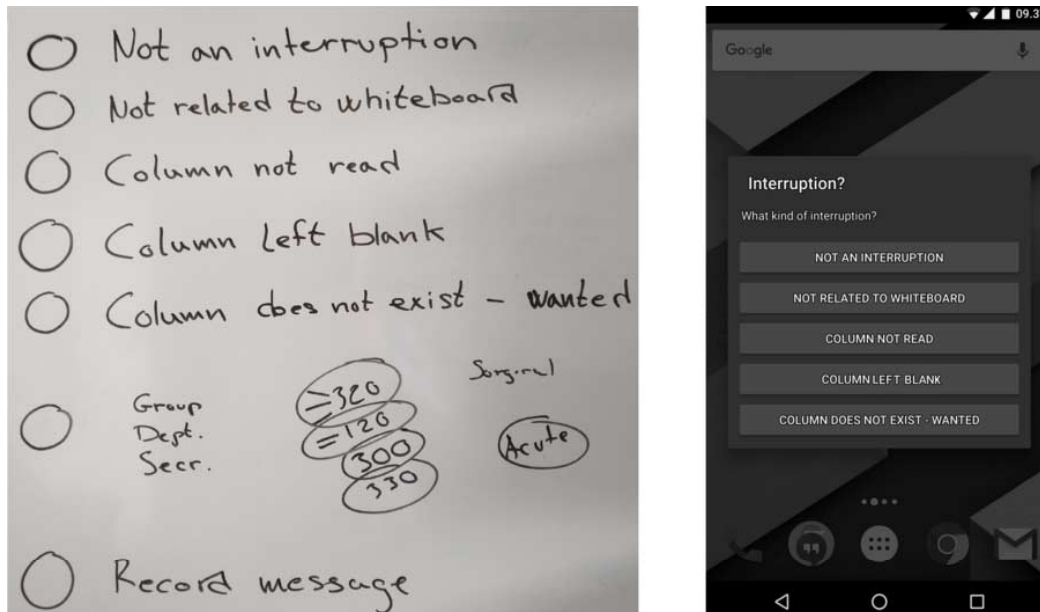 Not an interruption
Not related to whiteboard
Column not read
Column left blank
Column does not exist - wanted
Group
Dept.
Secr.
=320
=120
300
330
Acute
Record message
09.3
Google
Interruption?
What kind of interruption?
NOT AN INTERRUPTION
NOT RELATED TO WHITEBOARD
COLUMN NOT READ
COLUMN LEFT BLANK
COLUMN DOES NOT EXIST - WANTED